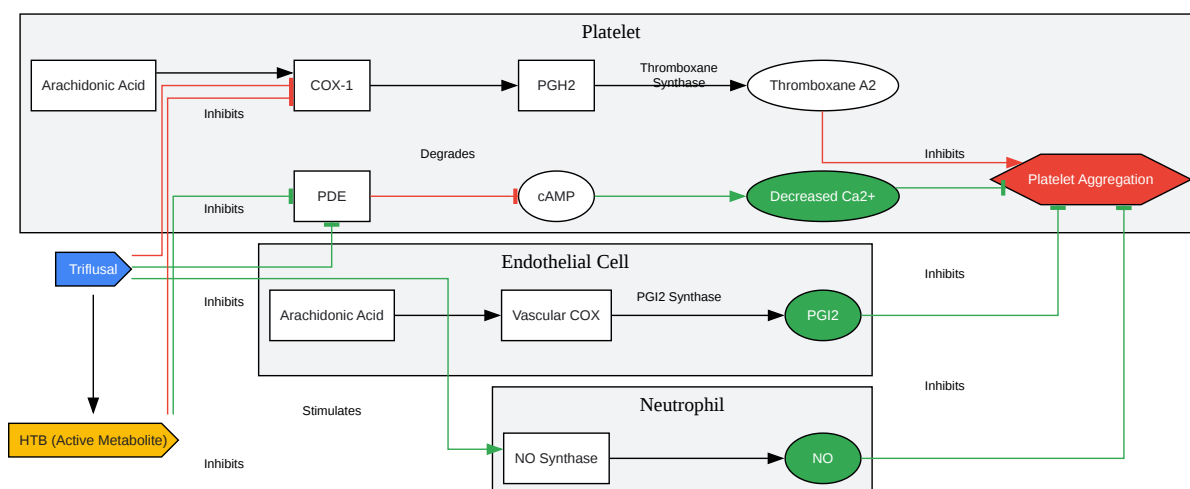 Platelet
Arachidonic Acid
COX-1
PGH2
Thromboxane
Synthase
Thromboxane A2
Inhibits
Degrades
Inhibits
PDE
cAMP
Decreased Ca2+
Platelet Aggregation
Inhibits
Triflusal
Endothelial Cell
Inhibits
Inhibits
PGI2 Synthase
Arachidonic Acid
Vascular COX
PGI2
Inhibits
Stimulates
Neutrophil
HTB (Active Metabolite)
Inhibits
NO Synthase
NO